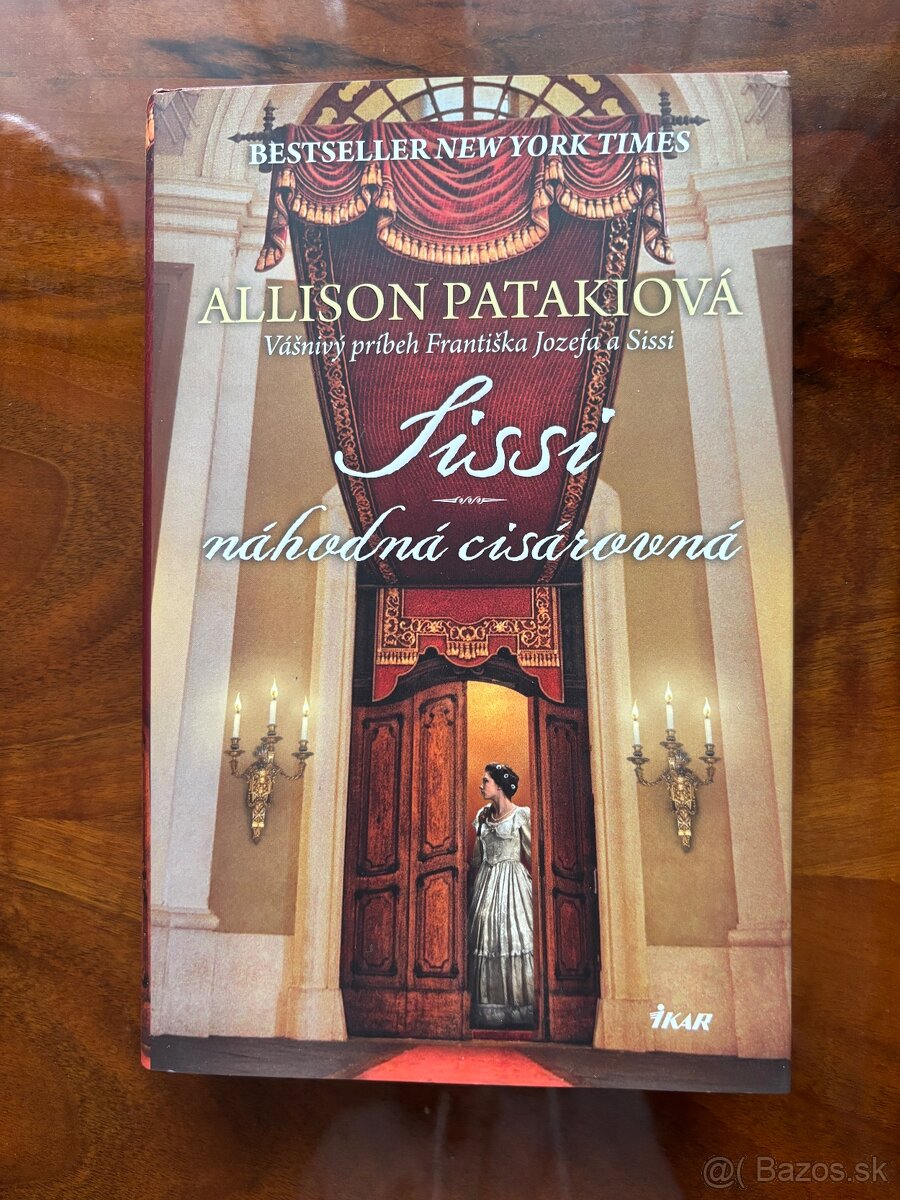 BESTSELLER NEW YORK TIMES
ALLISON PATAKIOVÁ
Vášnivý príbeh Františka Jozefa a Sissi
Sissi
náhodná cisárovná
iKAR
@( Bazos.sk